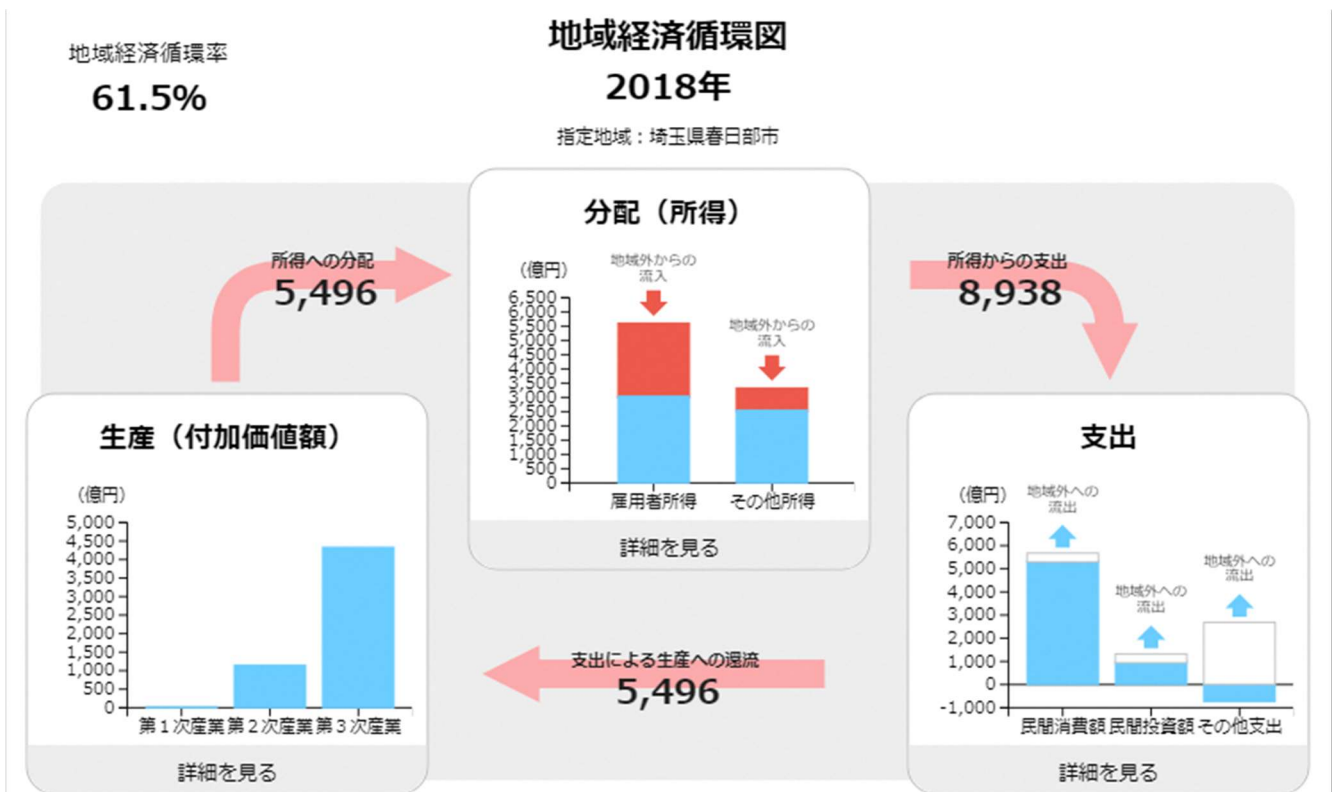 地域経済循環率
61.5%
地域経済循環図
2018年
指定地域：埼玉県春日部市
分配（所得）
所得への分配
5,496
（億円）
地域外からの
流入
地域外からの
流入
6,500
6,000
5,500
5,000
4,500
4,000
3,500
3,000
2,500
2,000
1,500
1,000
500
0
雇用者所得
その他所得
詳細を見る
所得からの支出
8,938
生産（付加価値額）
（億円）
5,000
4,500
4,000
3,500
3,000
2,500
2,000
1,500
1,000
500
0
第１次産業
第２次産業
第３次産業
詳細を見る
支出による生産への還流
5,496
支出
（億円）
地域外への
流出
地域外への
流出
地域外への
流出
7,000
6,000
5,000
4,000
3,000
2,000
1,000
0
-1,000
民間消費額
民間投資額
その他支出
詳細を見る